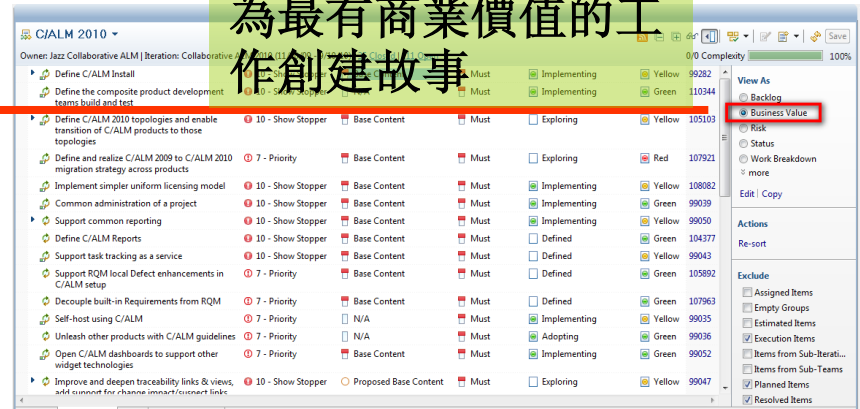 為最有商業價值的工
作創建故事
C/ALM 2010
Save
Owner: Jazz Collaborative ALM | Iteration: Collaborative
0/0 Complexity 100%
Define C/ALM Install 10 - Show Stopper Base Content Must Implementing Yellow 99282
Define the composite product development
teams build and test
10 - Show Stopper N/A Must Implementing Green 110344
Define C/ALM 2010 topologies and enable
transition of C/ALM products to those
topologies
10 - Show Stopper Base Content Must Exploring Yellow 105103
Define and realize C/ALM 2009 to C/ALM 2010
migration strategy across products
7 - Priority Base Content Must Exploring Red 107921
Implement simpler uniform licensing model 10 - Show Stopper Base Content Must Implementing Yellow 108082
Common administration of a project 10 - Show Stopper Base Content Must Implementing Green 99039
Support common reporting 10 - Show Stopper Base Content Must Implementing Yellow 99050
Define C/ALM Reports 10 - Show Stopper Base Content Must Defined Green 104377
Support task tracking as a service 10 - Show Stopper Base Content Must Defined Yellow 99043
Support RQM local Defect enhancements in
C/ALM setup
7 - Priority Base Content Must Defined Green 105892
Decouple built-in Requirements from RQM 7 - Priority Base Content Must Defined Green 107963
Self-host using C/ALM 7 - Priority N/A Must Implementing Yellow 99035
Unleash other products with C/ALM guidelines 7 - Priority N/A Must Adopting Green 99036
Open C/ALM dashboards to support other
widget technologies
7 - Priority Base Content Must Implementing Green 99052
Improve and deepen traceability links & views,
add support for change impact/suspect links
10 - Show Stopper Proposed Base Content Must Exploring Yellow 99047
View As
Backlog
Business Value
Risk
Status
Work Breakdown
more
Edit | Copy
Actions
Re-sort
Exclude
Assigned Items
Empty Groups
Estimated Items
Execution Items
Items from Sub-Iterati...
Items from Sub-Teams
Planned Items
Resolved Items